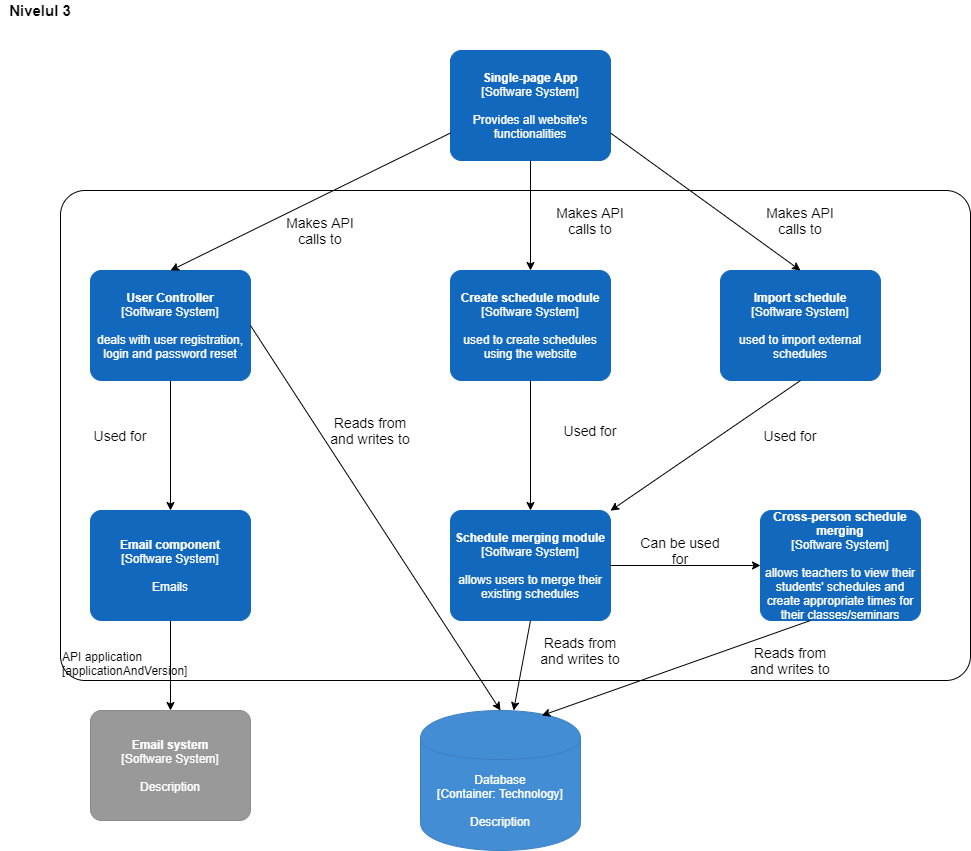 Nivelul 3
Single-page App
[Software System]
Provides all website's
functionalities
Makes API
calls to
Makes API
calls to
Makes API
calls to
User Controller
[Software System]
deals with user registration,
login and password reset
Create schedule module
[Software System]
used to create schedules
using the website
Import schedule
[Software System]
used to import external
schedules
Used for
Reads from
and writes to
Used for
Used for
Email component
[Software System]
Emails
Schedule merging module
[Software System]
allows users to merge their
existing schedules
Can be used
for
Cross-person schedule
merging
[Software System]
allows teachers to view their
students' schedules and
create appropriate times for
their classes/seminars
API application
[applicationAndVersion]
Reads from
and writes to
Reads from
and writes to
Email system
[Software System]
Description
Database
[Container: Technology]
Description